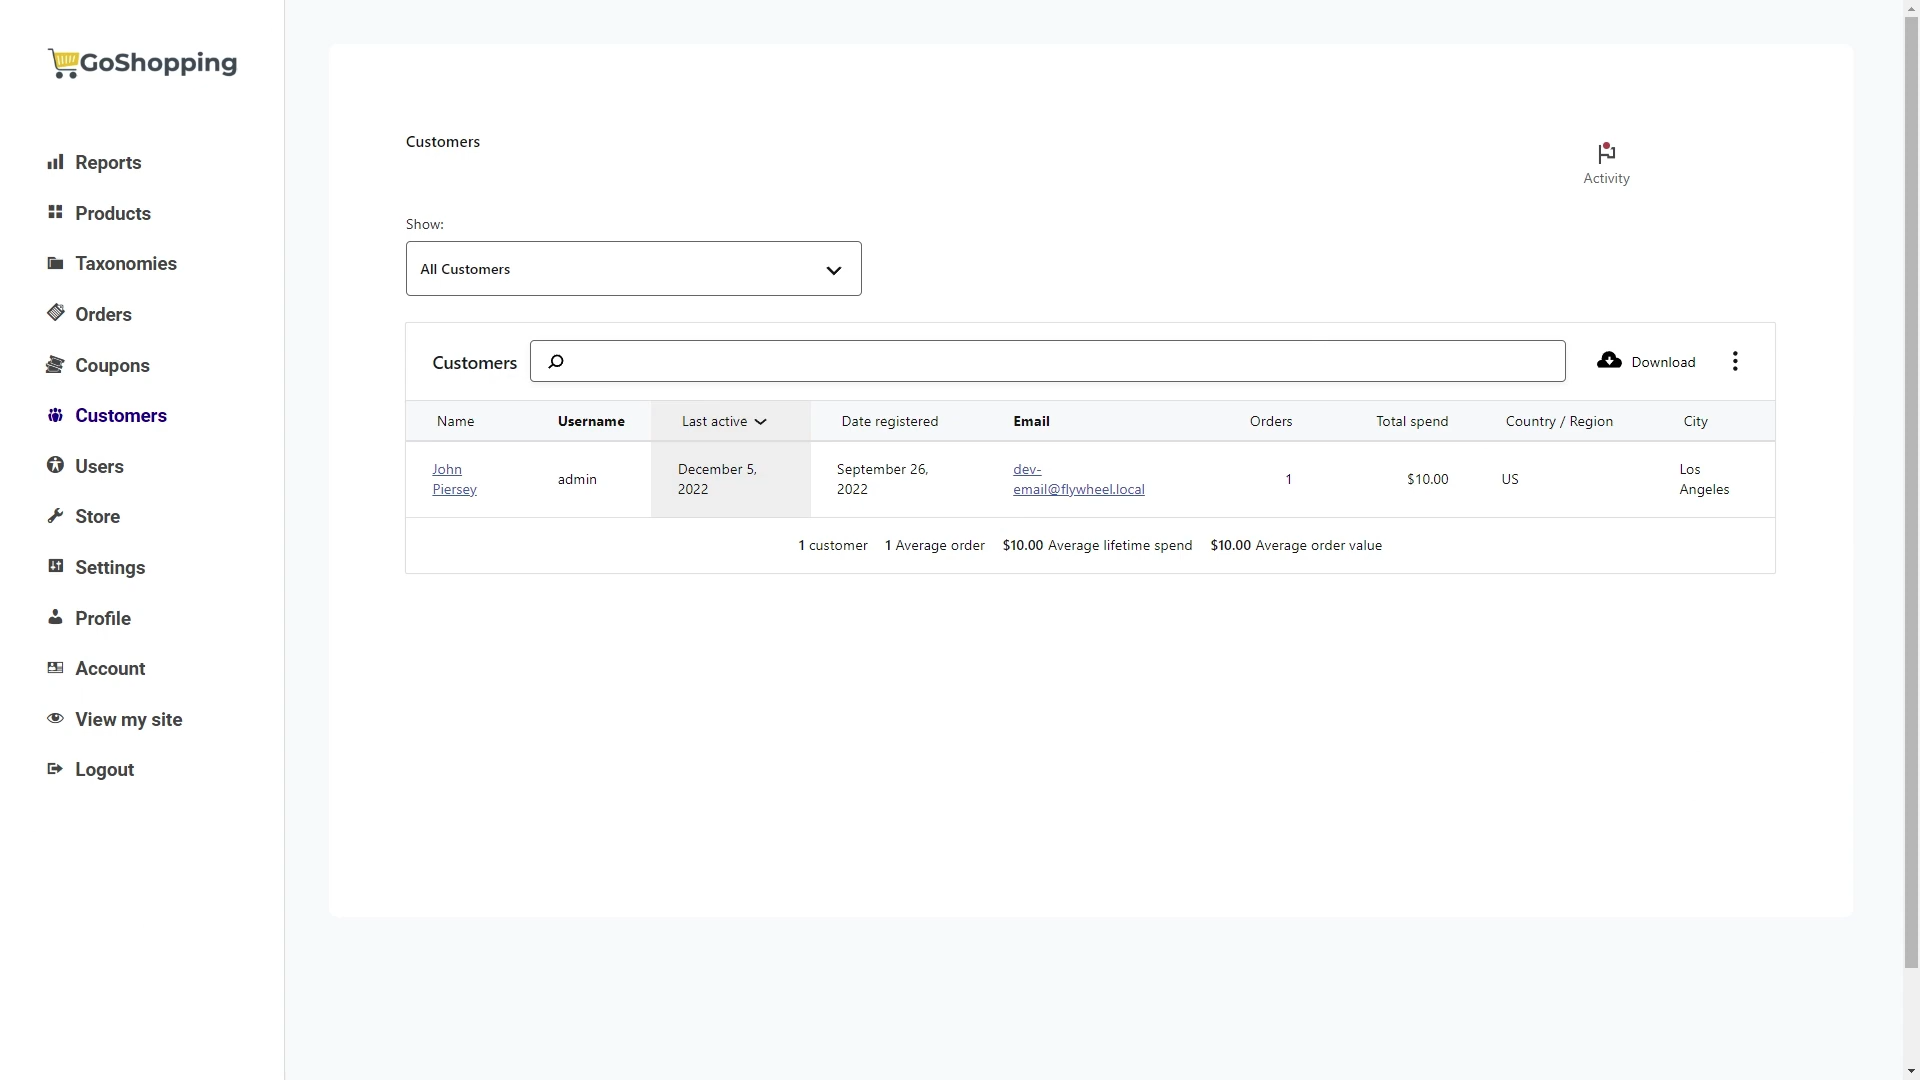 GoShopping
Reports
Products
Taxonomies
Orders
Coupons
Customers
Users
Store
Settings
Profile
Account
View my site
Logout
Customers
Activity
Show:
All Customers
Customers Download
Name Username Last active Date registered Email Orders Total spend Country / Region City
John December 5, September 26, dev- Los
admin 1 $10.00 US
Piersey 2022 2022 email@flywheel.local Angeles
1 customer 1 Average order $10.00 Average lifetime spend $10.00 Average order value